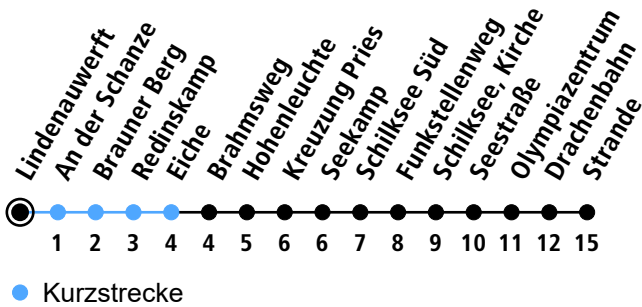 Lindenauwerft
An der Schanze
Brauner Berg
Redinskamp
Eiche
Brahmsweg
Hohenleuchte
Kreuzung Pries
Seekamp
Schilksee Süd
Funkstellenweg
Schilksee, Kirche
Seestraße
Olympiazentrum
Drachenbahn
Strande
1 2 3 4 4 5 6 6 7 8 9 10 11 12 15
Kurzstrecke